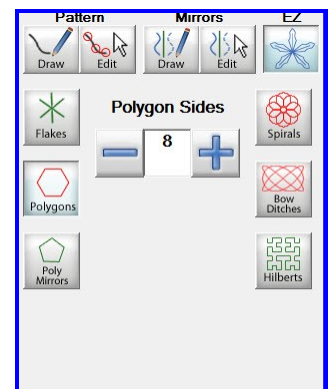 Pattern Mirrors EZ
Draw Edit Draw Edit
Polygon Sides
Flakes 8 Spirals
Polygons Bow
Ditches
Poly
Mirrors Hilberts